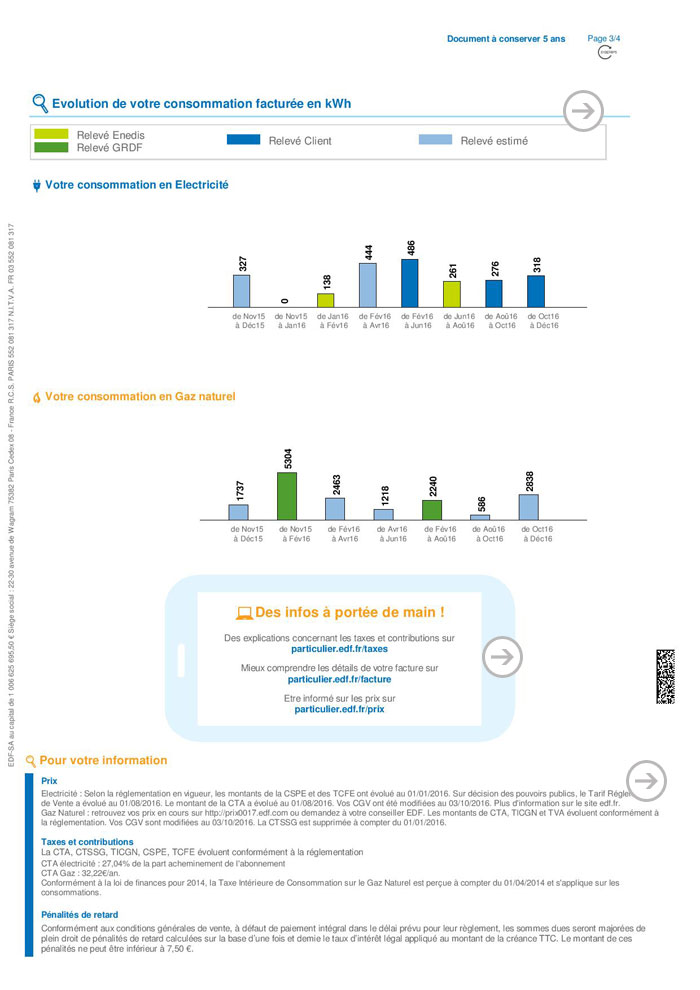 Document à conserver 5 ans
Page 3/4
Evolution de votre consommation facturée en kWh
Relevé Enedis
Relevé GRDF
Relevé Client
Relevé estimé
Votre consommation en Electricité
327
0
138
444
486
261
276
318
de Nov15 de Nov15 de Jan16 de Fév16 de Fév16 de Jun16 de Aoû16 de Oct16
à Déc15 à Jan16 à Fév16 à Avr16 à Jun16 à Aoû16 à Oct16 à Déc16
Votre consommation en Gaz naturel
1737
5304
2463
1218
2240
586
2838
de Nov15 de Nov15 de Fév16 de Avr16 de Fév16 de Aoû16 de Oct16
à Déc15 à Fév16 à Avr16 à Jun16 à Aoû16 à Oct16 à Déc16
Des infos à portée de main !
Des explications concernant les taxes et contributions sur
particulier.edf.fr/taxes
Mieux comprendre les détails de votre facture sur
particulier.edf.fr/facture
Etre informé sur les prix sur
particulier.edf.fr/prix
EDF-SA au capital de 1 006 625 695,50 € Siège social : 22-30 avenue de Wagram 75382 Paris Cedex 08 - France R.C.S. PARIS 552 081 317 N.I.T.V.A. FR 03 552 081 317
Pour votre information
Prix
Electricité : Selon la règlementation en vigueur, les montants de la CSPE et des TCFE ont évolué au 01/01/2016. Sur décision des pouvoirs publics, le Tarif
de Vente a évolué au 01/08/2016. Le montant de la CTA a évolué au 01/08/2016. Vos CGV ont été modifiées au 03/10/2016. Plus d'information sur le site edf.fr.
Gaz Naturel : retrouvez vos prix en cours sur http://prix0017.edf.com ou demandez à votre conseiller EDF. Les montants de CTA, TICGN et TVA évoluent conformément à
la réglementation. Vos CGV sont modifiées au 03/10/2016. La CTSSG est supprimée à compter du 01/01/2016.
Taxes et contributions
La CTA, CTSSG, TICGN, CSPE, TCFE évoluent conformément à la réglementation
CTA électricité : 27,04% de la part acheminement de l'abonnement
CTA Gaz : 32,22€/an.
Conformément à la loi de finances pour 2014, la Taxe Intérieure de Consommation sur le Gaz Naturel est perçue à compter du 01/04/2014 et s'applique sur les
consommations.
Pénalités de retard
Conformément aux conditions générales de vente, à défaut de paiement intégral dans le délai prévu pour leur règlement, les sommes dues seront majorées de
plein droit de pénalités de retard calculées sur la base d'une fois et demie le taux d'intérêt légal appliqué au montant de la créance TTC. Le montant de ces
pénalités ne peut être inférieur à 7,50 €.